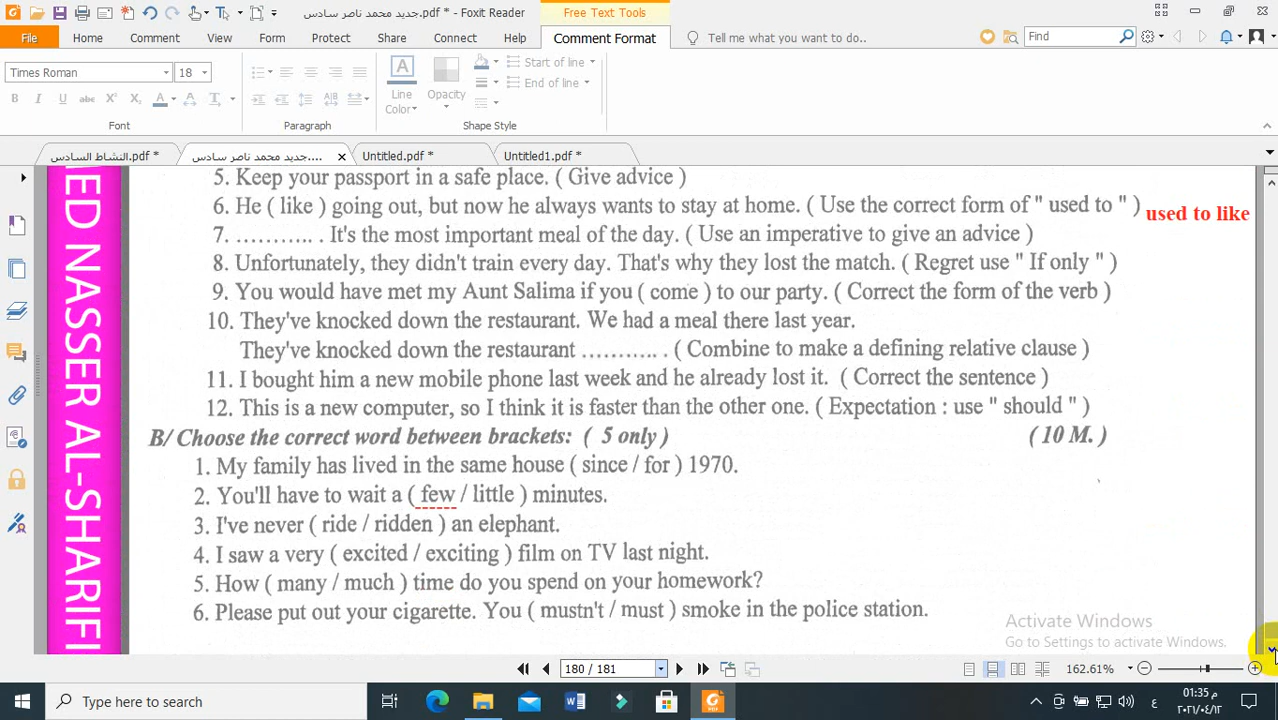 جديد محمد ناصر سادس.pdf * - Foxit Reader
Free Text Tools
File
Home
Comment
View
Form
Protect
Share
Connect
Help
Comment Format
Tell me what you want to do..
Find
Times Roman
18
Start of line
End of line
Line Color
Opacity
Font
Paragraph
Shape Style
النشاط السادس.pdf *
جديد محمد ناصر سادس....
Untitled.pdf *
Untitled1.pdf *
5. Keep your passport in a safe place. ( Give advice )
6. He ( like ) going out, but now he always wants to stay at home. ( Use the correct form of " used to " ) used to like
7. ............ . It's the most important meal of the day. ( Use an imperative to give an advice )
8. Unfortunately, they didn't train every day. That's why they lost the match. ( Regret use " If only " )
9. You would have met my Aunt Salima if you ( come ) to our party. ( Correct the form of the verb )
10. They've knocked down the restaurant. We had a meal there last year.
They've knocked down the restaurant ............ . ( Combine to make a defining relative clause )
11. I bought him a new mobile phone last week and he already lost it. ( Correct the sentence )
12. This is a new computer, so I think it is faster than the other one. ( Expectation : use " should " )
B/ Choose the correct word between brackets: ( 5 only ) ( 10 M. )
1. My family has lived in the same house ( since / for ) 1970.
2. You'll have to wait a ( few / little ) minutes.
3. I've never ( ride / ridden ) an elephant.
4. I saw a very ( excited / exciting ) film on TV last night.
5. How ( many / much ) time do you spend on your homework?
6. Please put out your cigarette. You ( mustn't / must ) smoke in the police station.
ED NASSER AL-SHARIFI
Activate Windows
Go to Settings to activate Windows.
180 / 181
162.61%
Type here to search
ع
01:35 م
٢٠٢١/٠٤/١٢